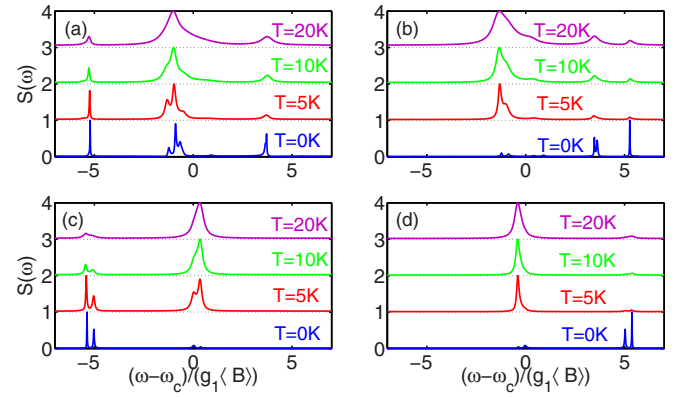 4
(a)
T=20K
3
T=10K
S(ω)
2
T=5K
1
T=0K
0
−5 0 5
4
(b)
T=20K
3
T=10K
S(ω)
2
T=5K
1
T=0K
0
−5 0 5
4
(c)
T=20K
3
T=10K
S(ω)
2
T=5K
1
T=0K
0
−5 0 5
(ω−ω_c)/(g_1⟨ B⟩)
4
(d)
T=20K
3
T=10K
S(ω)
2
T=5K
1
T=0K
0
−5 0 5
(ω−ω_c)/(g_1⟨ B⟩)